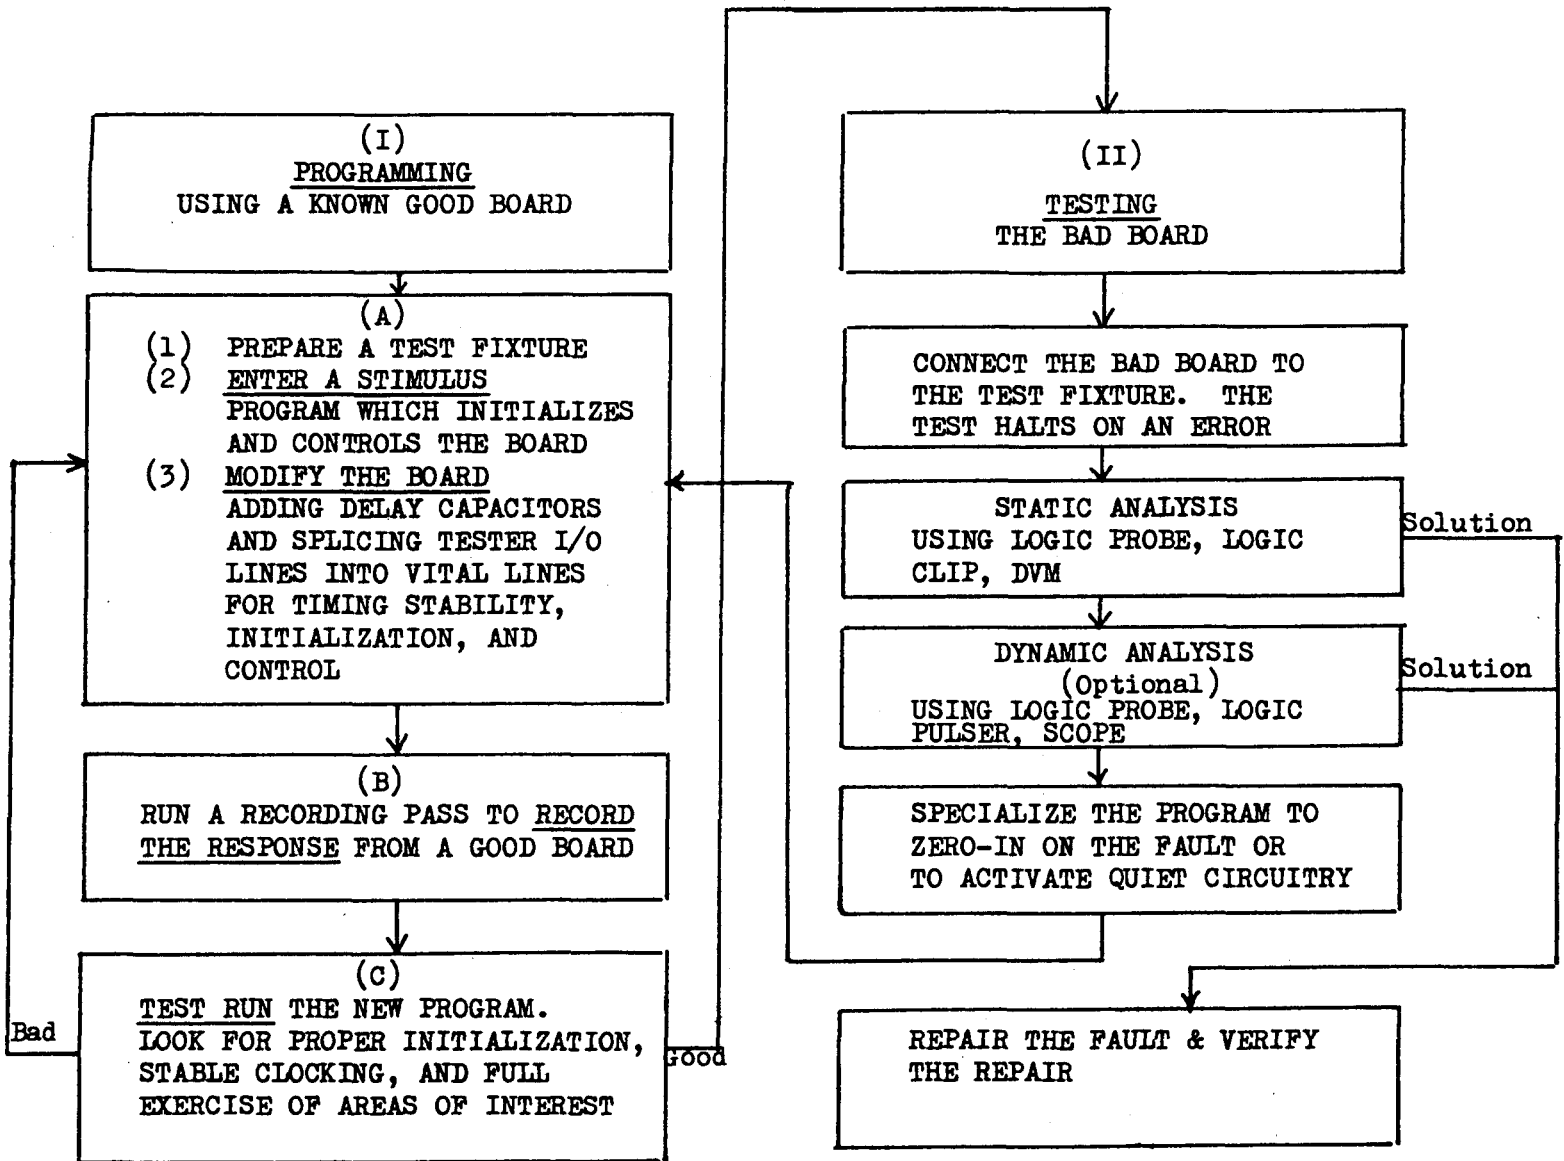 (I)
PROGRAMMING
USING A KNOWN GOOD BOARD
(A)
(1) PREPARE A TEST FIXTURE
(2) ENTER A STIMULUS
PROGRAM WHICH INITIALIZES
AND CONTROLS THE BOARD
(3) MODIFY THE BOARD
ADDING DELAY CAPACITORS
AND SPLICING TESTER I/O
LINES INTO VITAL LINES
FOR TIMING STABILITY,
INITIALIZATION, AND
CONTROL
(B)
RUN A RECORDING PASS TO RECORD
THE RESPONSE FROM A GOOD BOARD
(C)
TEST RUN THE NEW PROGRAM.
LOOK FOR PROPER INITIALIZATION,
STABLE CLOCKING, AND FULL
EXERCISE OF AREAS OF INTEREST
Bad
Good
(II)
TESTING
THE BAD BOARD
CONNECT THE BAD BOARD TO
THE TEST FIXTURE. THE
TEST HALTS ON AN ERROR
STATIC ANALYSIS
USING LOGIC PROBE, LOGIC
CLIP, DVM
Solution
DYNAMIC ANALYSIS
(Optional)
USING LOGIC PROBE, LOGIC
PULSER, SCOPE
Solution
SPECIALIZE THE PROGRAM TO
ZERO-IN ON THE FAULT OR
TO ACTIVATE QUIET CIRCUITRY
REPAIR THE FAULT & VERIFY
THE REPAIR